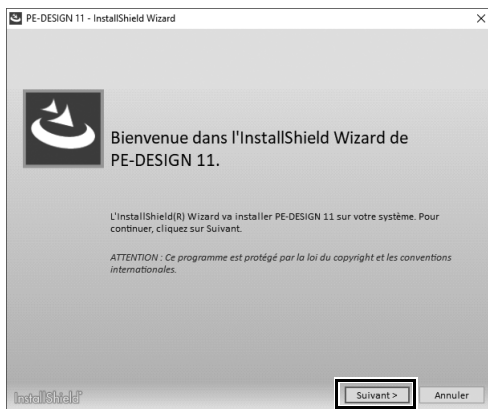 PE-DESIGN 11 - InstallShield Wizard
Bienvenue dans l'InstallShield Wizard de
PE-DESIGN 11.
L'InstallShield(R) Wizard va installer PE-DESIGN 11 sur votre système. Pour
continuer, cliquez sur Suivant.
ATTENTION : Ce programme est protégé par la loi du copyright et les conventions
internationales.
InstallShield
Suivant >
Annuler